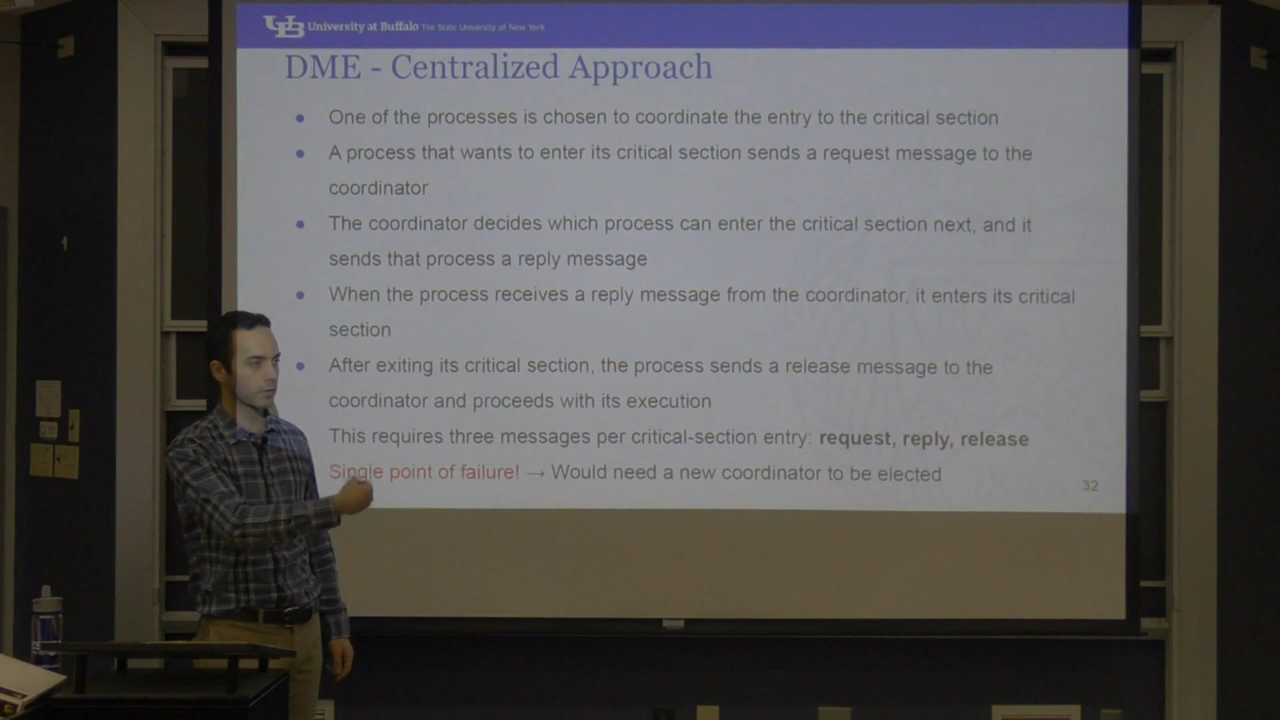 UB University at Buffalo The State University of New York
DME - Centralized Approach
● One of the processes is chosen to coordinate the entry to the critical section
● A process that wants to enter its critical section sends a request message to the
coordinator
● The coordinator decides which process can enter the critical section next, and it
sends that process a reply message
● When the process receives a reply message from the coordinator, it enters its critical
section
● After exiting its critical section, the process sends a release message to the
coordinator and proceeds with its execution
This requires three messages per critical-section entry: request, reply, release
Single point of failure! → Would need a new coordinator to be elected
32